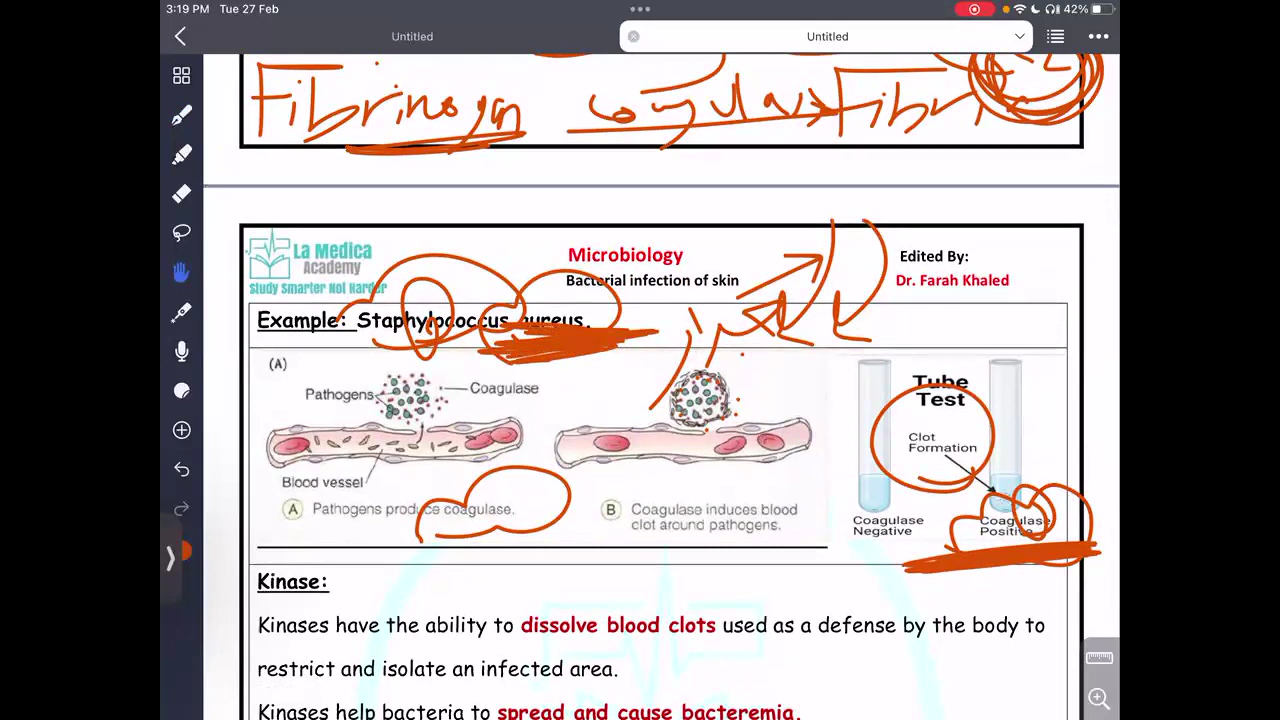 3:19 PM Tue 27 Feb
42%
Untitled
Untitled
Fibrinogen coagulase Fibrin
La Medica
Academy
Study Smarter Not Harder
Microbiology
Bacterial infection of skin
Edited By:
Dr. Farah Khaled
Example: Staphylococcus aureus.
(A)
Pathogens
Coagulase
Blood vessel
A Pathogens produce coagulase.
B Coagulase induces blood
clot around pathogens.
Tube
Test
Clot
Formation
Coagulase
Negative
Coagulase
Positive
Kinase:
Kinases have the ability to dissolve blood clots used as a defense by the body to
restrict and isolate an infected area.
Kinases help bacteria to spread and cause bacteremia.